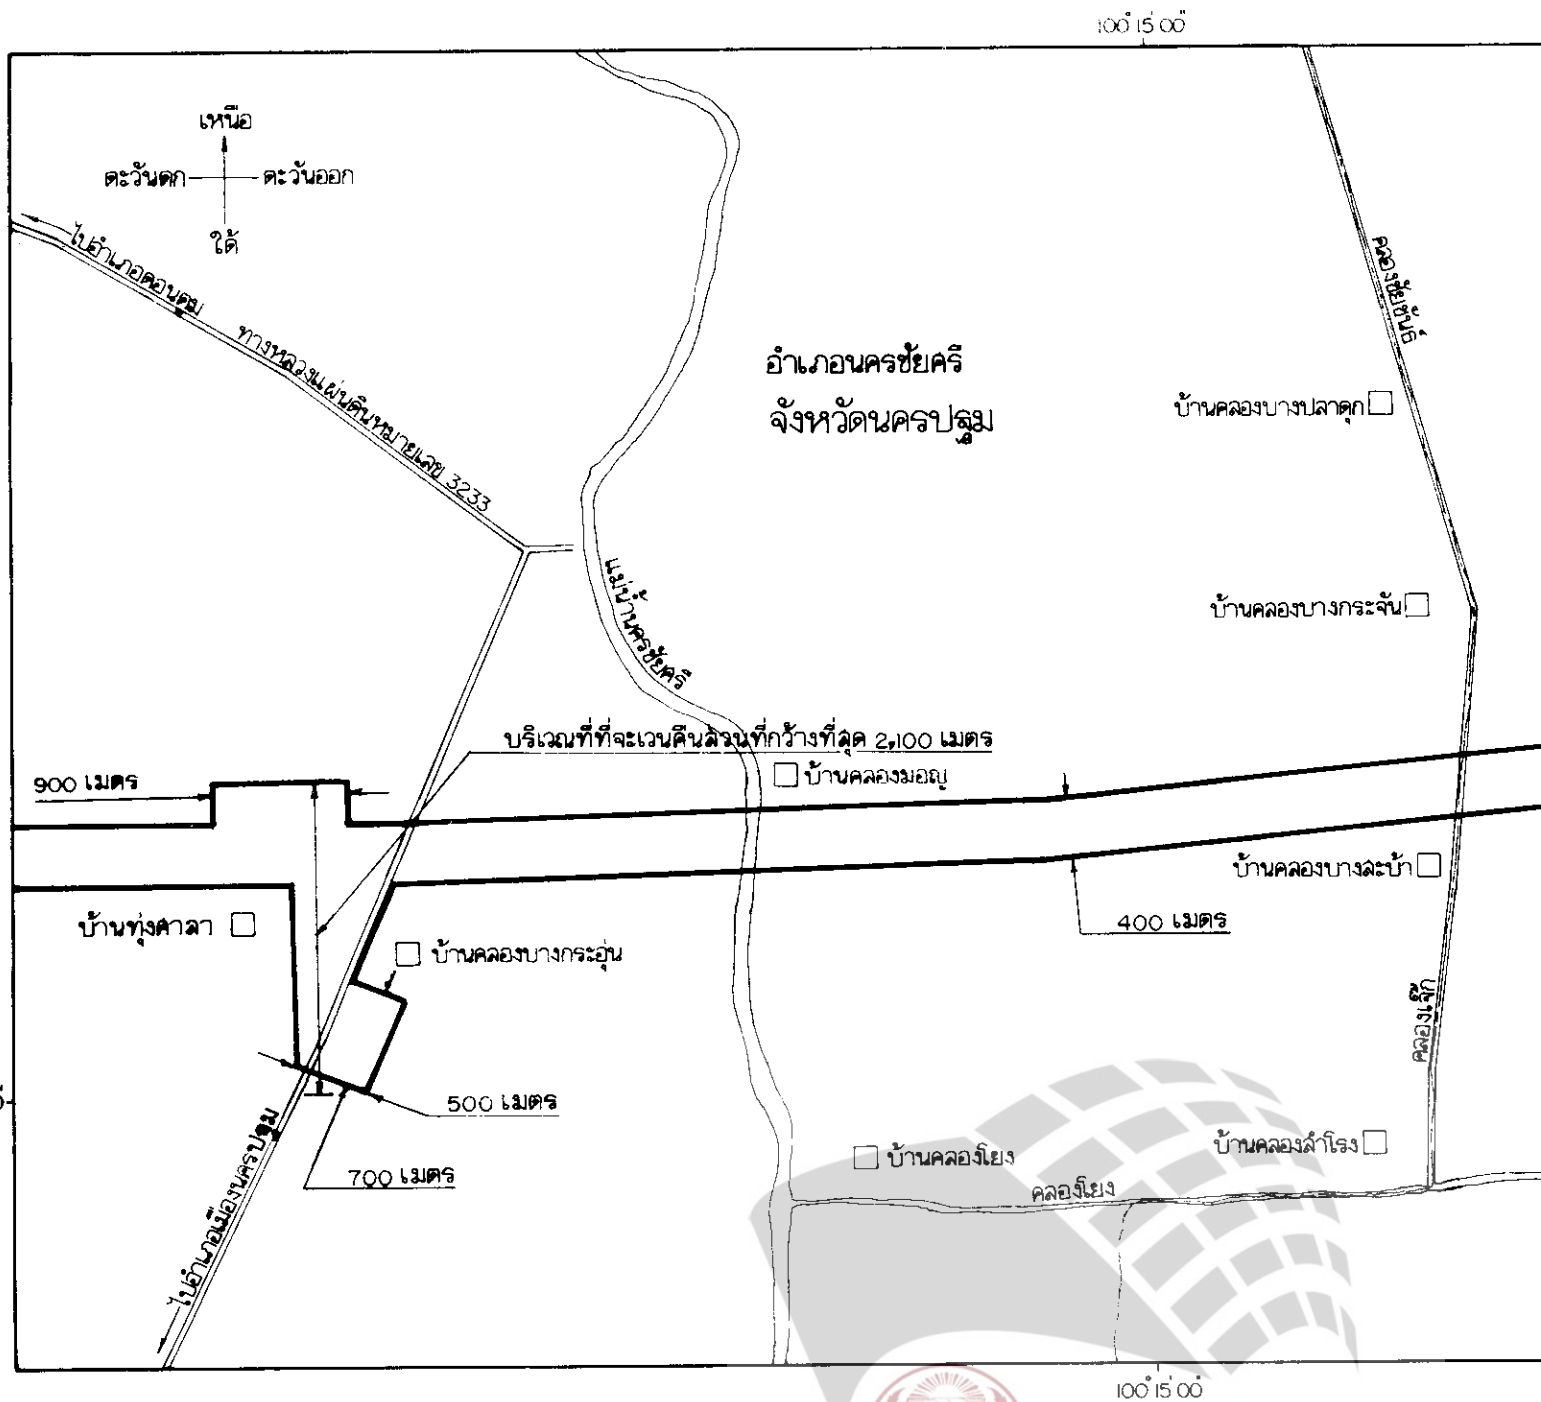 100° 15' 00"
เหนือ
ตะวันตก
ตะวันออก
ใต้
ไปอำเภอดอนตูม
ทางหลวงแผ่นดินหมายเลข 3233
อำเภอนครชัยศรี
จังหวัดนครปฐม
คลองชัยขันธ์
บ้านคลองบางปลาดุก
บ้านคลองบางกระจัน
แม่น้ำนครชัยศรี
บริเวณที่ที่จะเวนคืนส่วนที่กว้างที่สุด 2,100 เมตร
900 เมตร
บ้านคลองมอญ
บ้านคลองบางละบ้า
บ้านทุ่งศาลา
400 เมตร
บ้านคลองบางกระอุ่น
คลองเจ๊ก
500 เมตร
700 เมตร
ไปอำเภอเมืองนครปฐม
บ้านคลองโยง
บ้านคลองสำโรง
คลองโยง
100° 15' 00"